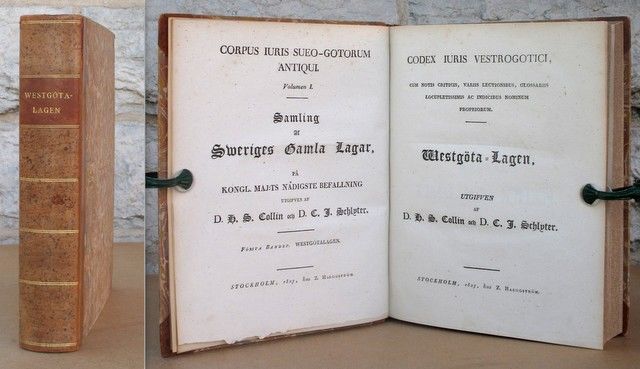 WESTGÖTA-
LAGEN
CORPUS IURIS SUEO-GOTORUM
ANTIQUI.
Volumen I.
Samling
af
Sweriges Gamla Lagar,
PÅ
KONGL. MAJ:TS NÅDIGSTE BEFALLNING
UTGIFVEN AF
D. H. S. Collin och D. C. J. Schlyter.
FÖRSTA BANDET. WESTGÖTALAGEN.
STOCKHOLM, 1827, hos Z. HAEGGSTRÖM.
CODEX IURIS VESTROGOTICI,
CUM NOTIS CRITICIS, VARIIS LECTIONIBUS, GLOSSARIIS
LOCUPLETISSIMIS AC INDICIBUS NOMINUM
PROPRIORUM.
Westgöta-Lagen,
UTGIFVEN
AF
D. H. S. Collin och D. C. J. Schlyter.
STOCKHOLM, 1827, hos Z. HAEGGSTRÖM.